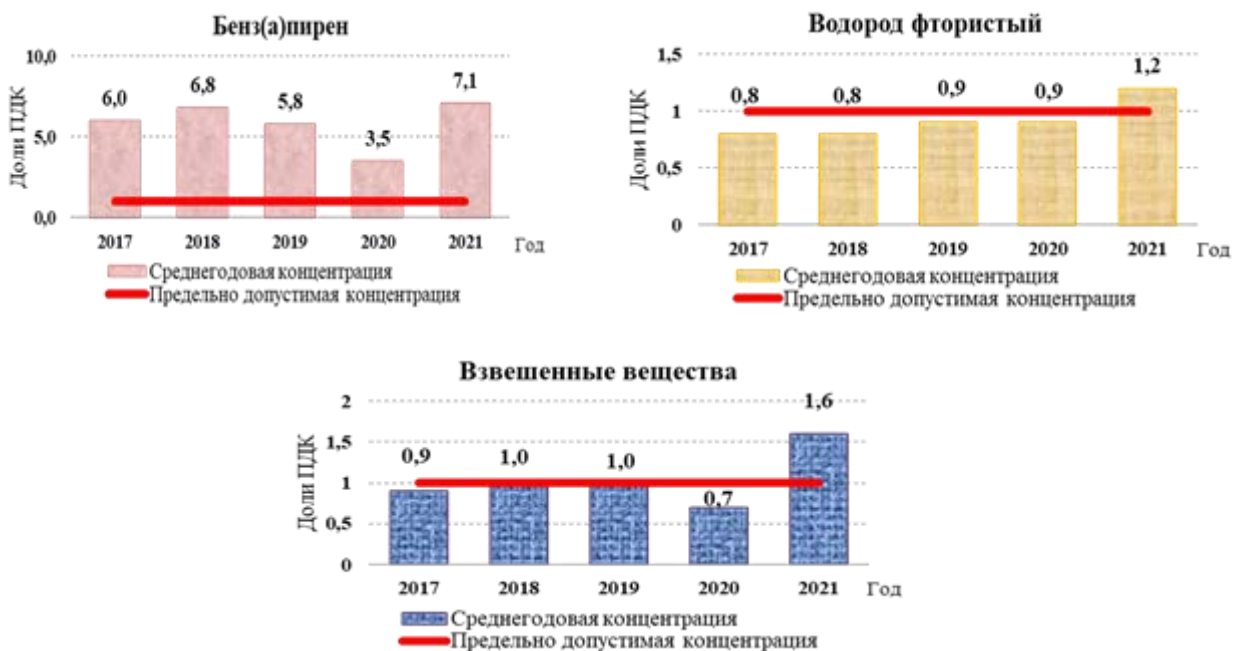 Бенз(а)пирен
Доли ПДК
10,0
5,0
0,0
6,0
6,8
5,8
3,5
7,1
2017 2018 2019 2020 2021 Год
Среднегодовая концентрация
Предельно допустимая концентрация
Водород фтористый
Доли ПДК
1,5
1
0,5
0
0,8
0,8
0,9
0,9
1,2
2017 2018 2019 2020 2021 Год
Среднегодовая концентрация
Предельно допустимая концентрация
Взвешенные вещества
Доли ПДК
2
1,5
1
0,5
0
0,9
1,0
1,0
0,7
1,6
2017 2018 2019 2020 2021 Год
Среднегодовая концентрация
Предельно допустимая концентрация